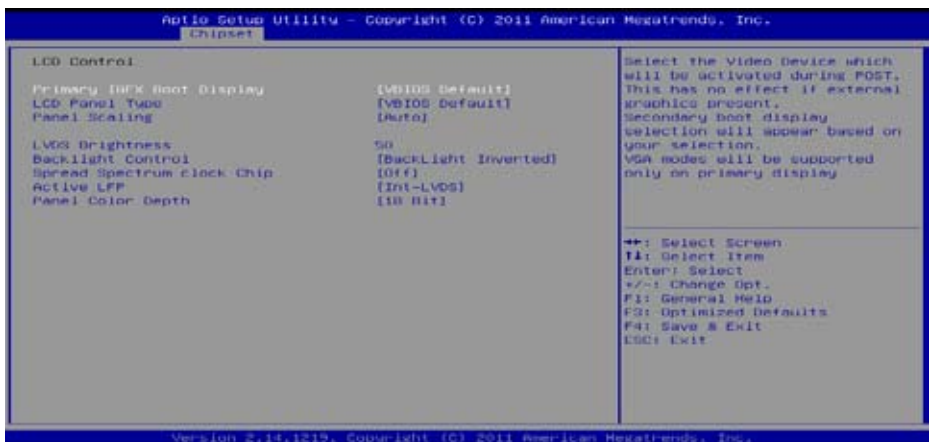 Aptio Setup Utility – Copyright (C) 2011 American Megatrends, Inc.
Chipset
LCD Control
Primary IGFX Boot Display [VBIOS Default]
LCD Panel Type [VBIOS Default]
Panel Scaling [Auto]
LVDS Brightness 50
Backlight Control [BackLight Inverted]
Spread Spectrum clock Chip [Off]
Active LFP [Int-LVDS]
Panel Color Depth [18 Bit]
Select the Video Device which
will be activated during POST.
This has no effect if external
graphics present.
Secondary boot display
selection will appear based on
your selection.
VGA modes will be supported
only on primary display
→←: Select Screen
↑↓: Select Item
Enter: Select
+/-: Change Opt.
F1: General Help
F3: Optimized Defaults
F4: Save & Exit
ESC: Exit
Version 2.14.1219. Copyright (C) 2011 American Megatrends, Inc.